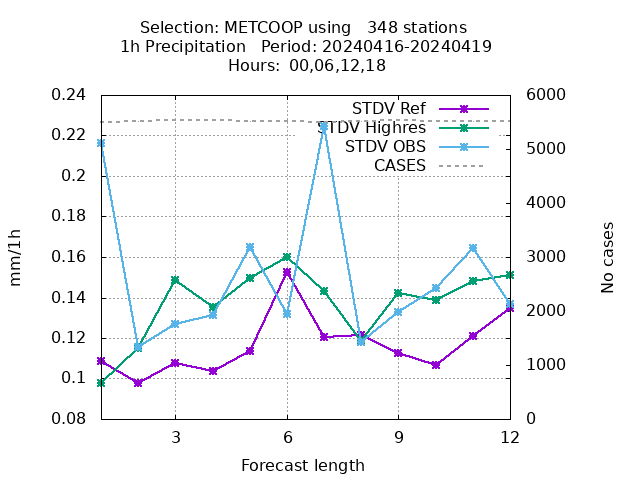 Selection: METCOOP using   348 stations
1h Precipitation   Period: 20240416-20240419
Hours:  00,06,12,18
0.24
0.22
0.2
0.18
0.16
0.14
0.12
0.1
0.08
mm/1h
STDV Ref
STDV Highres
STDV OBS
CASES
6000
5000
4000
3000
2000
1000
0
No cases
3
6
9
12
Forecast length